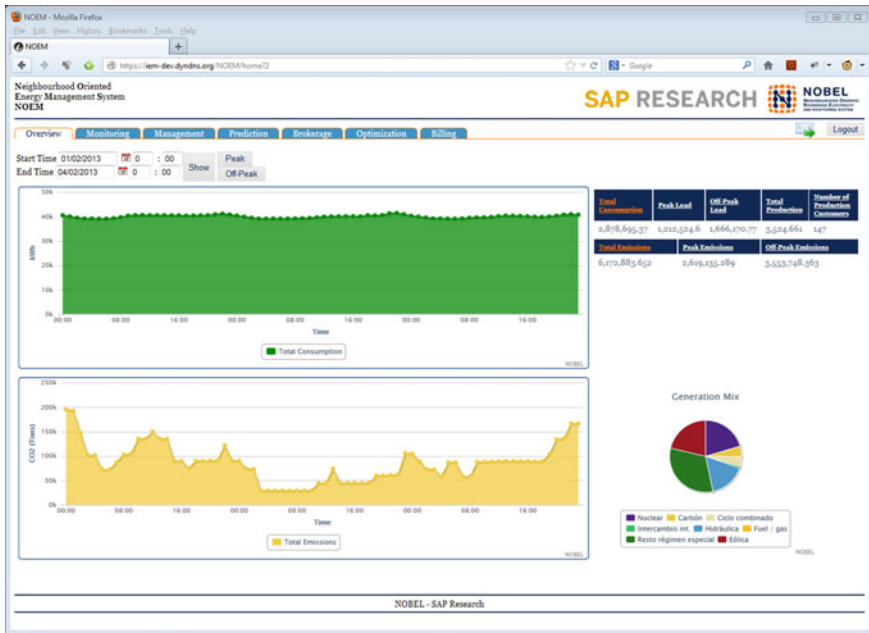 NOEM - Mozilla Firefox
File Edit View History Bookmarks Tools Help
NOEM +
https://iem-dev.dyndns.org/NOEM/home?2
Google
Neighbourhood Oriented
Energy Management System
NOEM
SAP RESEARCH
NOBEL
Overview Monitoring Management Prediction Brokerage Optimization Billing
Logout
Start Time 01/02/2013 0 : 00 Show Peak
End Time 04/02/2013 0 : 00 Off-Peak
50k
40k
30k
20k
10k
0k
kWh
00:00 08:00 16:00 00:00 08:00 16:00 00:00 08:00 16:00
Time
Total Consumption
NOBEL
Total Consumption Peak Load Off-Peak Load Total Production Number of Production Customers
2,878,695.37 1,212,524.6 1,666,170.77 3,524.661 147
Total Emissions Peak Emissions Off-Peak Emissions
6,172,883.652 2,619,135.289 3,553,748.363
250k
200k
150k
100k
50k
0k
CO2 (Tons)
00:00 08:00 16:00 00:00 08:00 16:00 00:00 08:00 16:00
Time
Total Emissions
NOBEL
Generation Mix
Nuclear Carbón Ciclo combinado
Intercambio int. Hidráulica Fuel / gas
Resto régimen especial Eólica
NOBEL
NOBEL - SAP Research